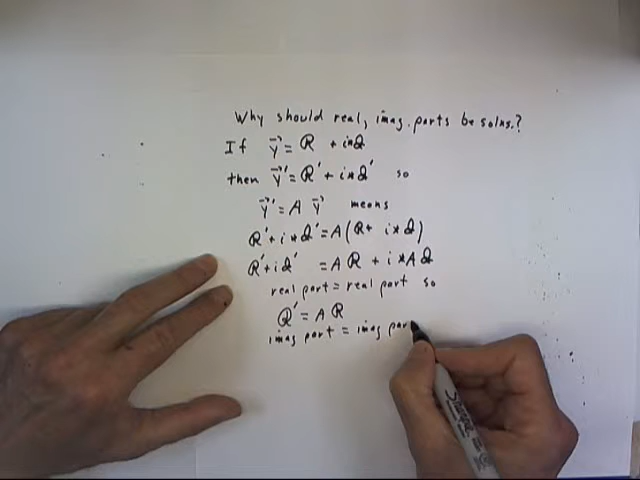 Why should real, imag. parts be solns.?
If y⃗ = R + i*Q
then y⃗' = R' + i*Q' so
y⃗' = A y⃗ means
R' + i*Q' = A(R + i*Q)
R' + iQ' = A R + i*A Q
real part = real part so
R' = A R
imag part = imag par